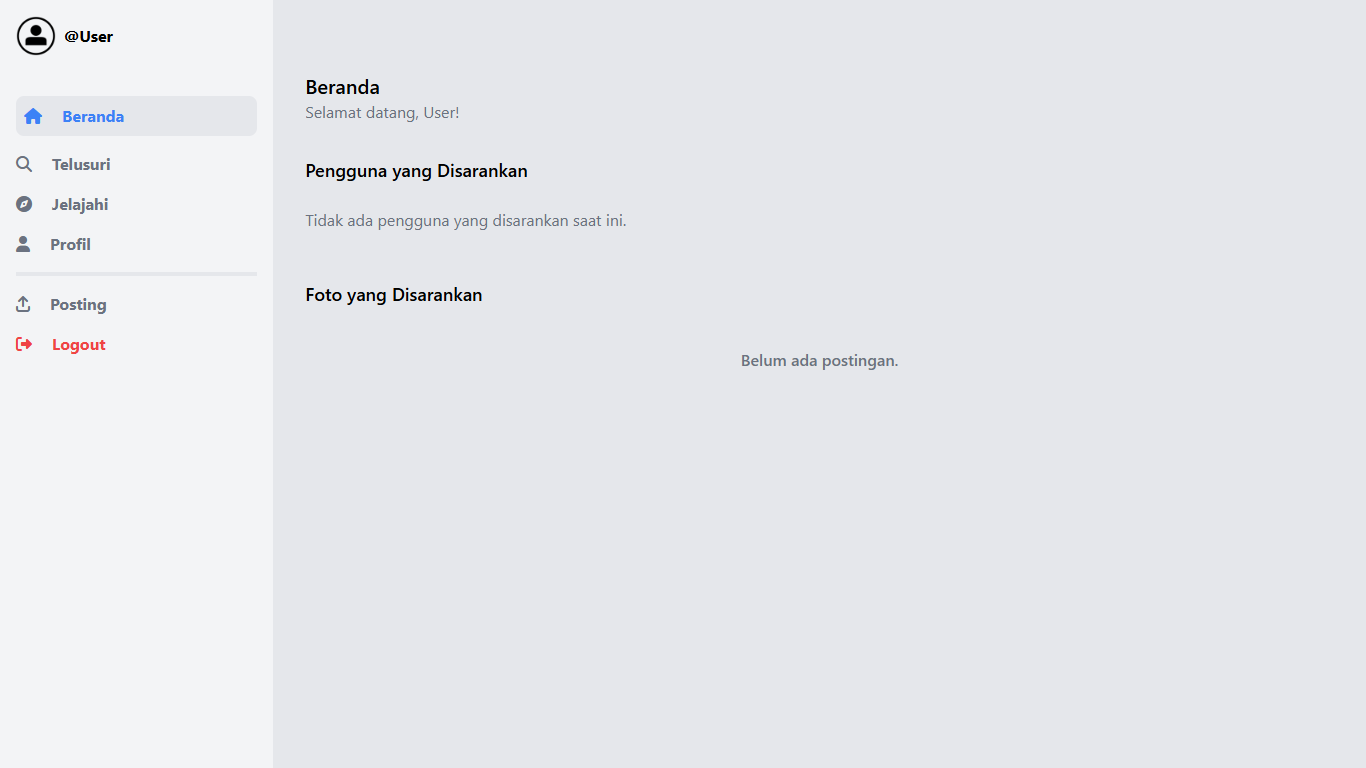 @User
Beranda
Telusuri
Jelajahi
Profil
Posting
Logout
Beranda
Selamat datang, User!
Pengguna yang Disarankan
Tidak ada pengguna yang disarankan saat ini.
Foto yang Disarankan
Belum ada postingan.